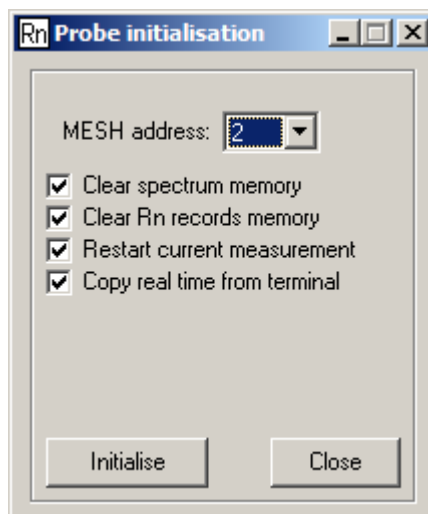 Rn Probe initialisation
MESH address: 2
Clear spectrum memory
Clear Rn records memory
Restart current measurement
Copy real time from terminal
Initialise Close